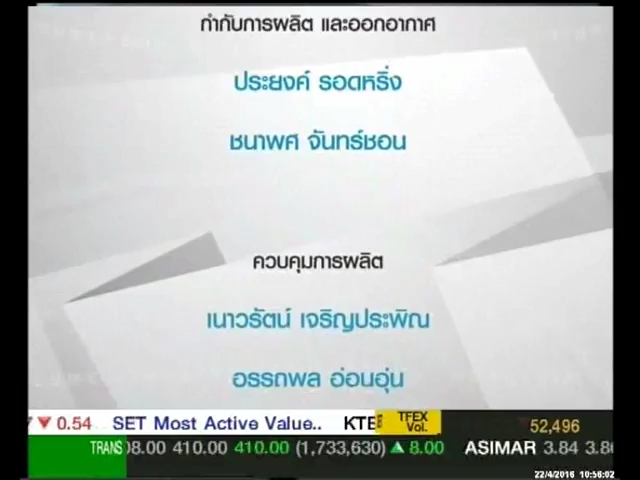 กำกับการผลิต และออกอากาศ
ประยงค์ รอดหริ่ง
ชนาพศ จันทร์ชอน
ควบคุมการผลิต
เนาวรัตน์ เจริญประพิณ
อรรถพล อ่อนอุ่น
▼ 0.54 SET Most Active Value.. KTB TFEX Vol. 52,496
TRANS 08.00 410.00 410.00 (1,733,630) ▲ 8.00 ASIMAR 3.84 3.86
22/4/2016 10:56:02